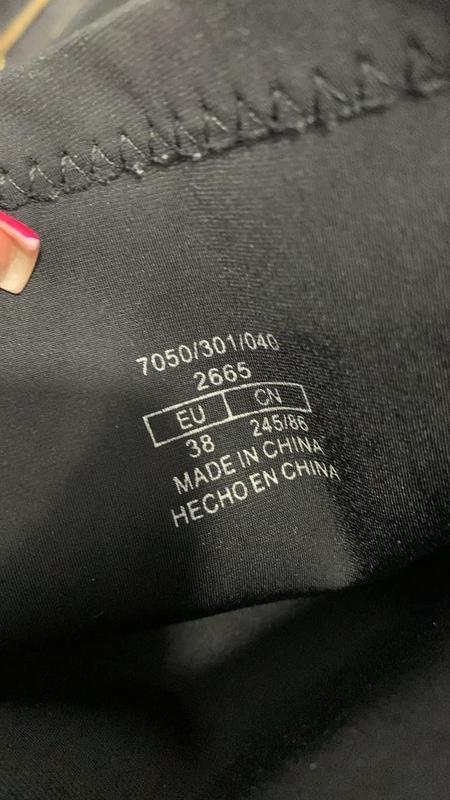 7050/301/040
2665
EU CN
38 245/86
MADE IN CHINA
HECHO EN CHINA